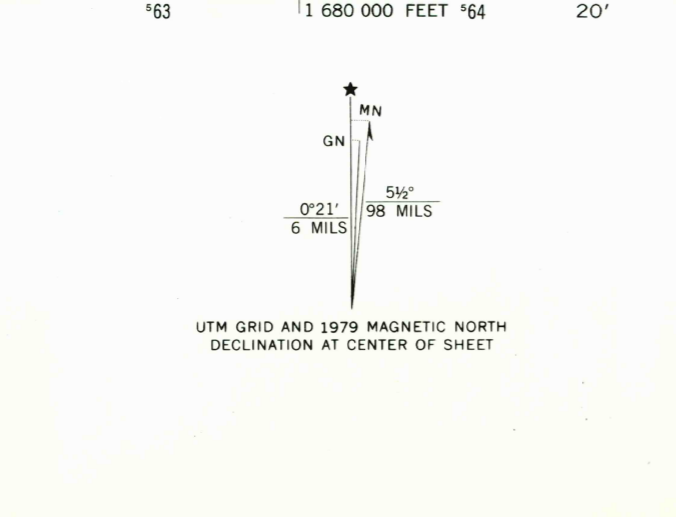 ⁵63 1 680 000 FEET ⁵64 20′
MN
GN
5½°
98 MILS
0°21′
6 MILS
UTM GRID AND 1979 MAGNETIC NORTH
DECLINATION AT CENTER OF SHEET